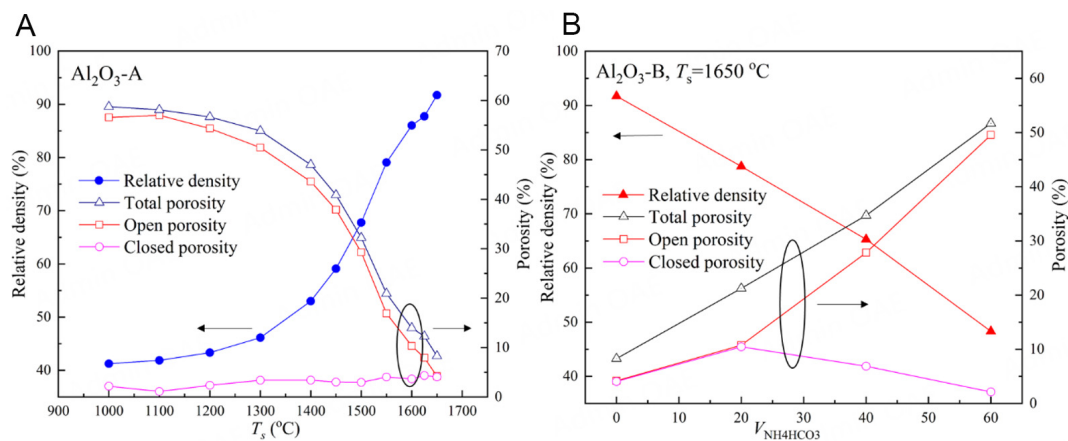 A
Al₂O₃-A
100
90
80
70
60
50
40
Relative density (%)
70
60
50
40
30
20
10
0
Porosity (%)
Relative density
Total porosity
Open porosity
Closed porosity
900 1000 1100 1200 1300 1400 1500 1600 1700
Tₛ (°C)
B
Al₂O₃-B, Tₛ=1650 °C
100
90
80
70
60
50
40
Relative density (%)
60
50
40
30
20
10
0
Porosity (%)
Relative density
Total porosity
Open porosity
Closed porosity
0 10 20 30 40 50 60
V_NH4HCO3